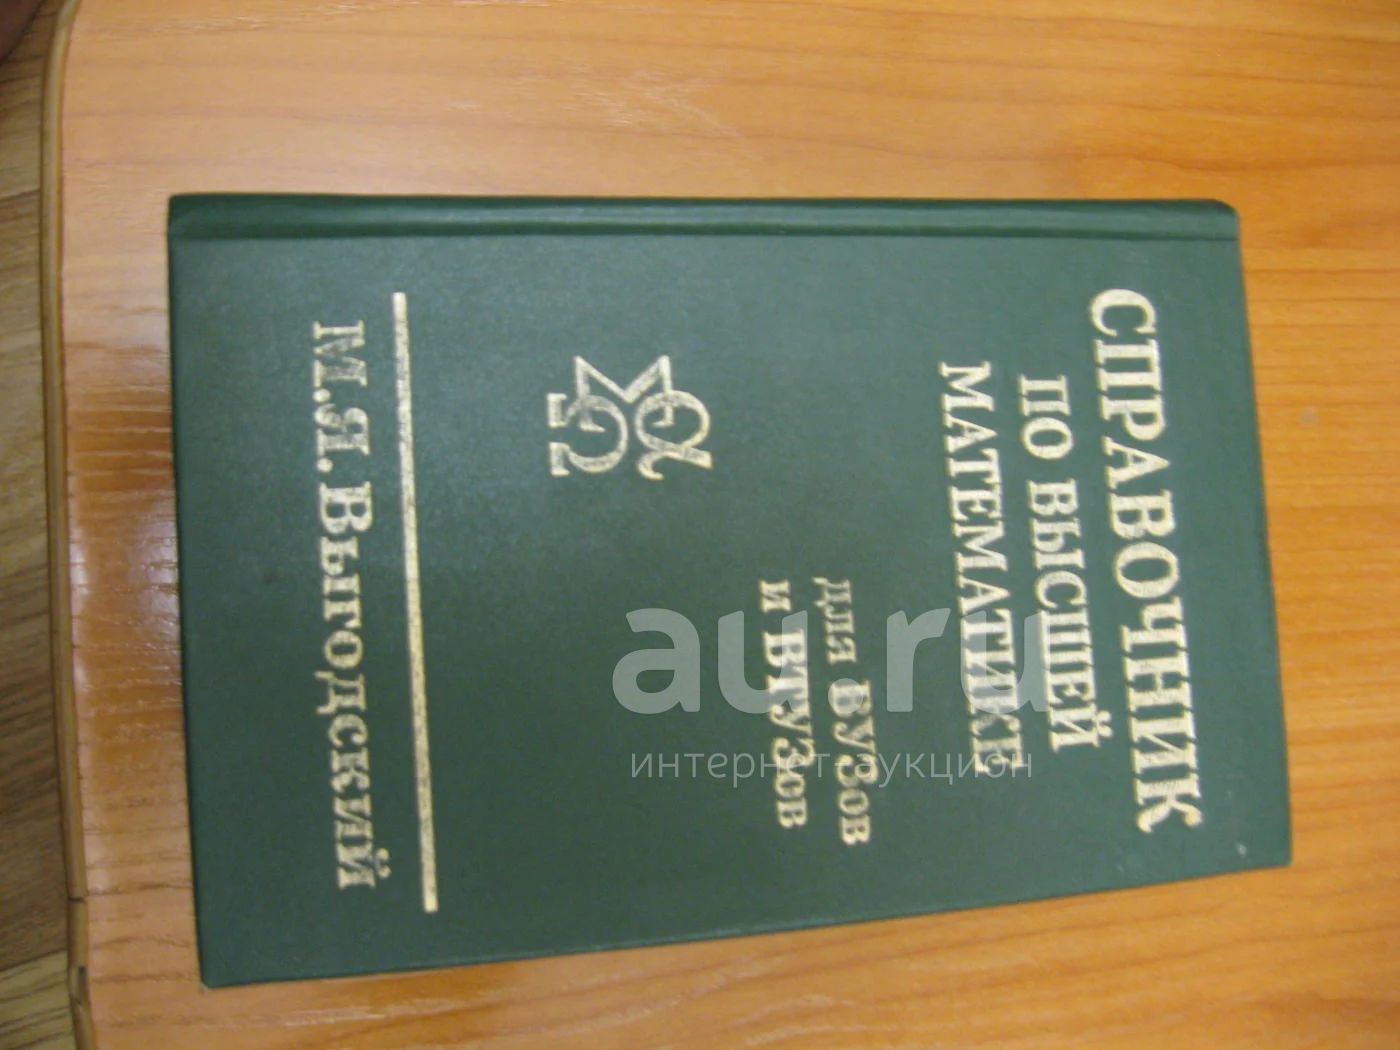 СПРАВОЧНИК
ПО ВЫСШЕЙ
МАТЕМАТИКЕ
для ВУЗов
и ВТУЗов
М.Я. Выгодский
au.ru
интернет-аукцион